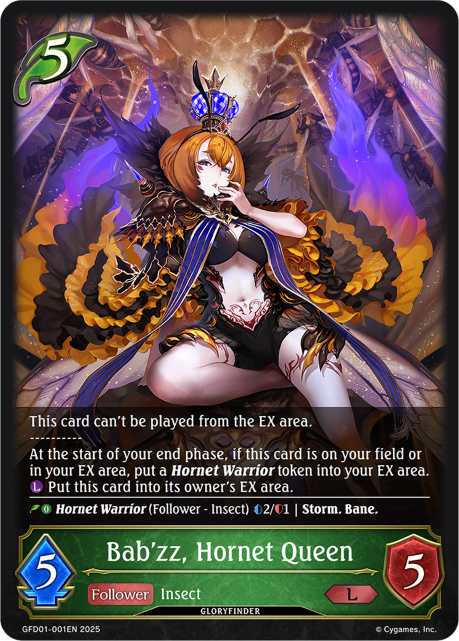 5
This card can't be played from the EX area.
----------
At the start of your end phase, if this card is on your field or
in your EX area, put a Hornet Warrior token into your EX area.
L Put this card into its owner's EX area.
0 Hornet Warrior (Follower - Insect) 2/1 | Storm. Bane.
Bab'zz, Hornet Queen
5 Follower Insect L 5
GLORYFINDER
GFD01-001EN 2025 © Cygames, Inc.